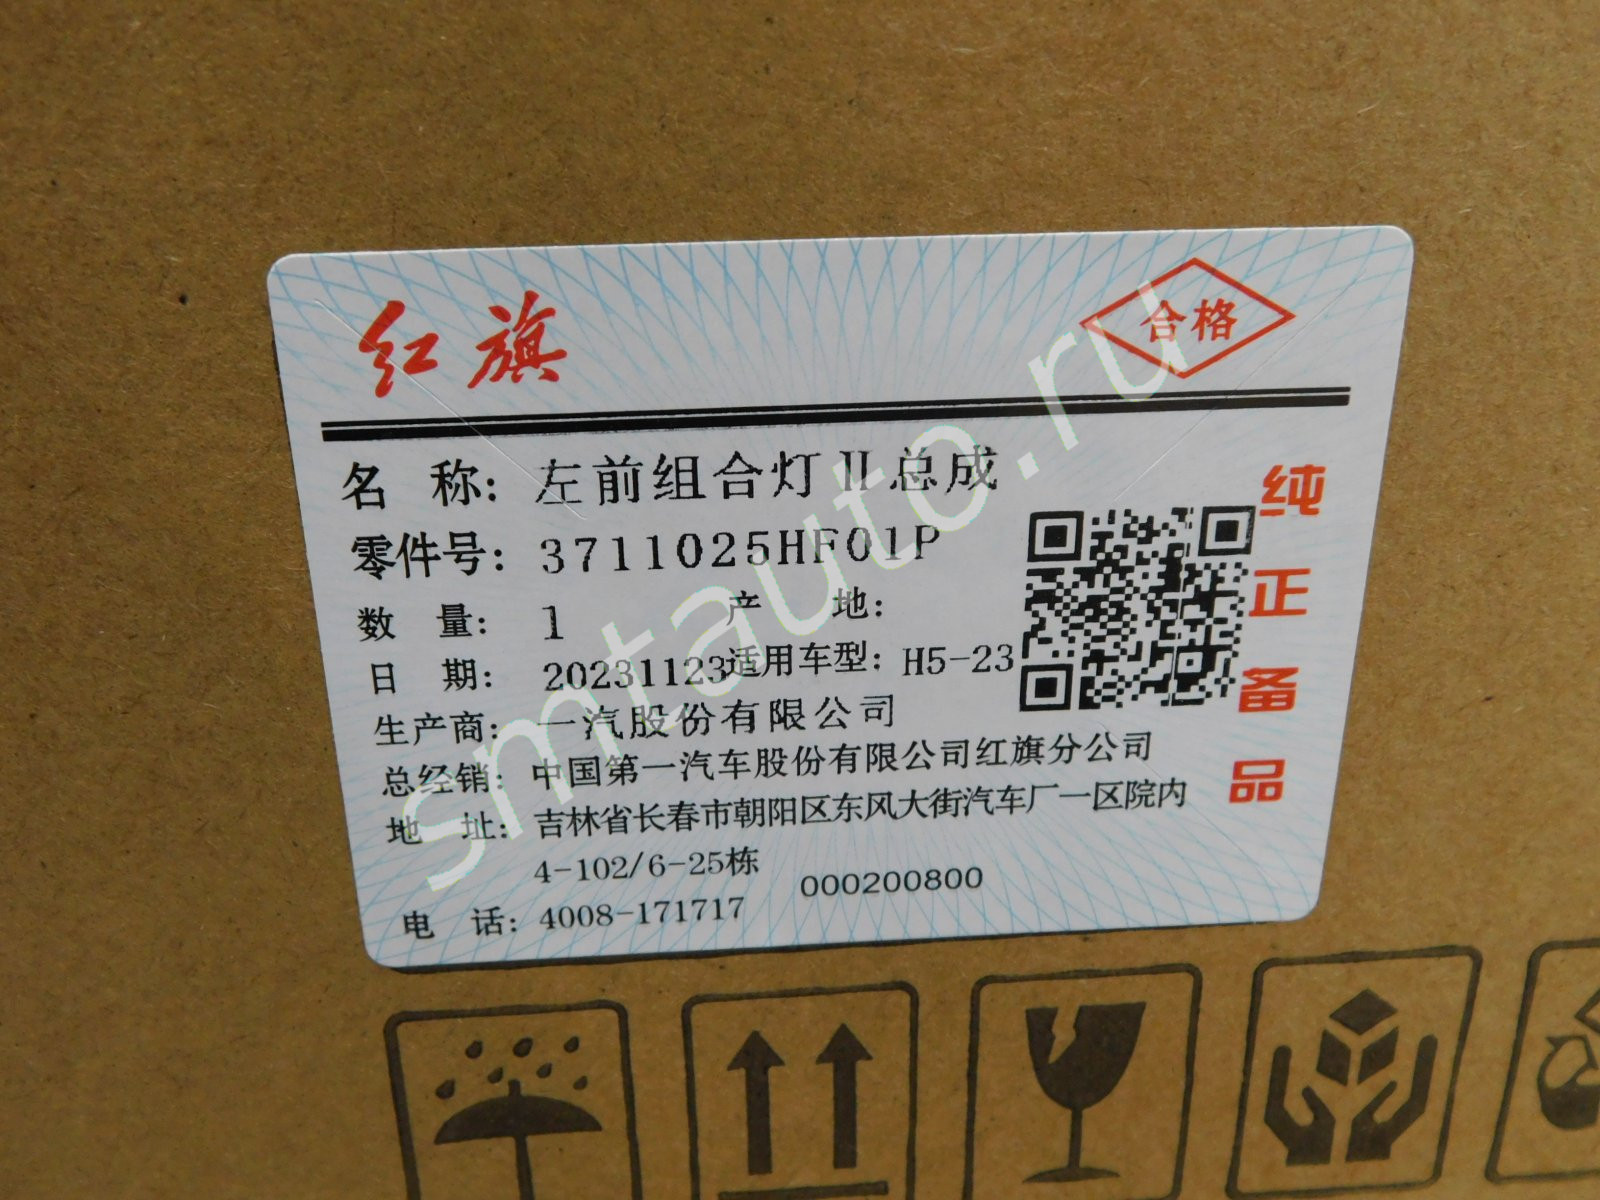 红旗
合格
名 称: 左前组合灯 II 总成
零件号: 3711025HF01P
数 量: 1 产 地:
日 期: 20231123 适用车型: H5-23
生产商: 一汽股份有限公司
总经销: 中国第一汽车股份有限公司红旗分公司
地 址: 吉林省长春市朝阳区东风大街汽车厂一区院内
4-102/6-25栋
000200800
电 话: 4008-171717
纯正备品
smtauto.ru